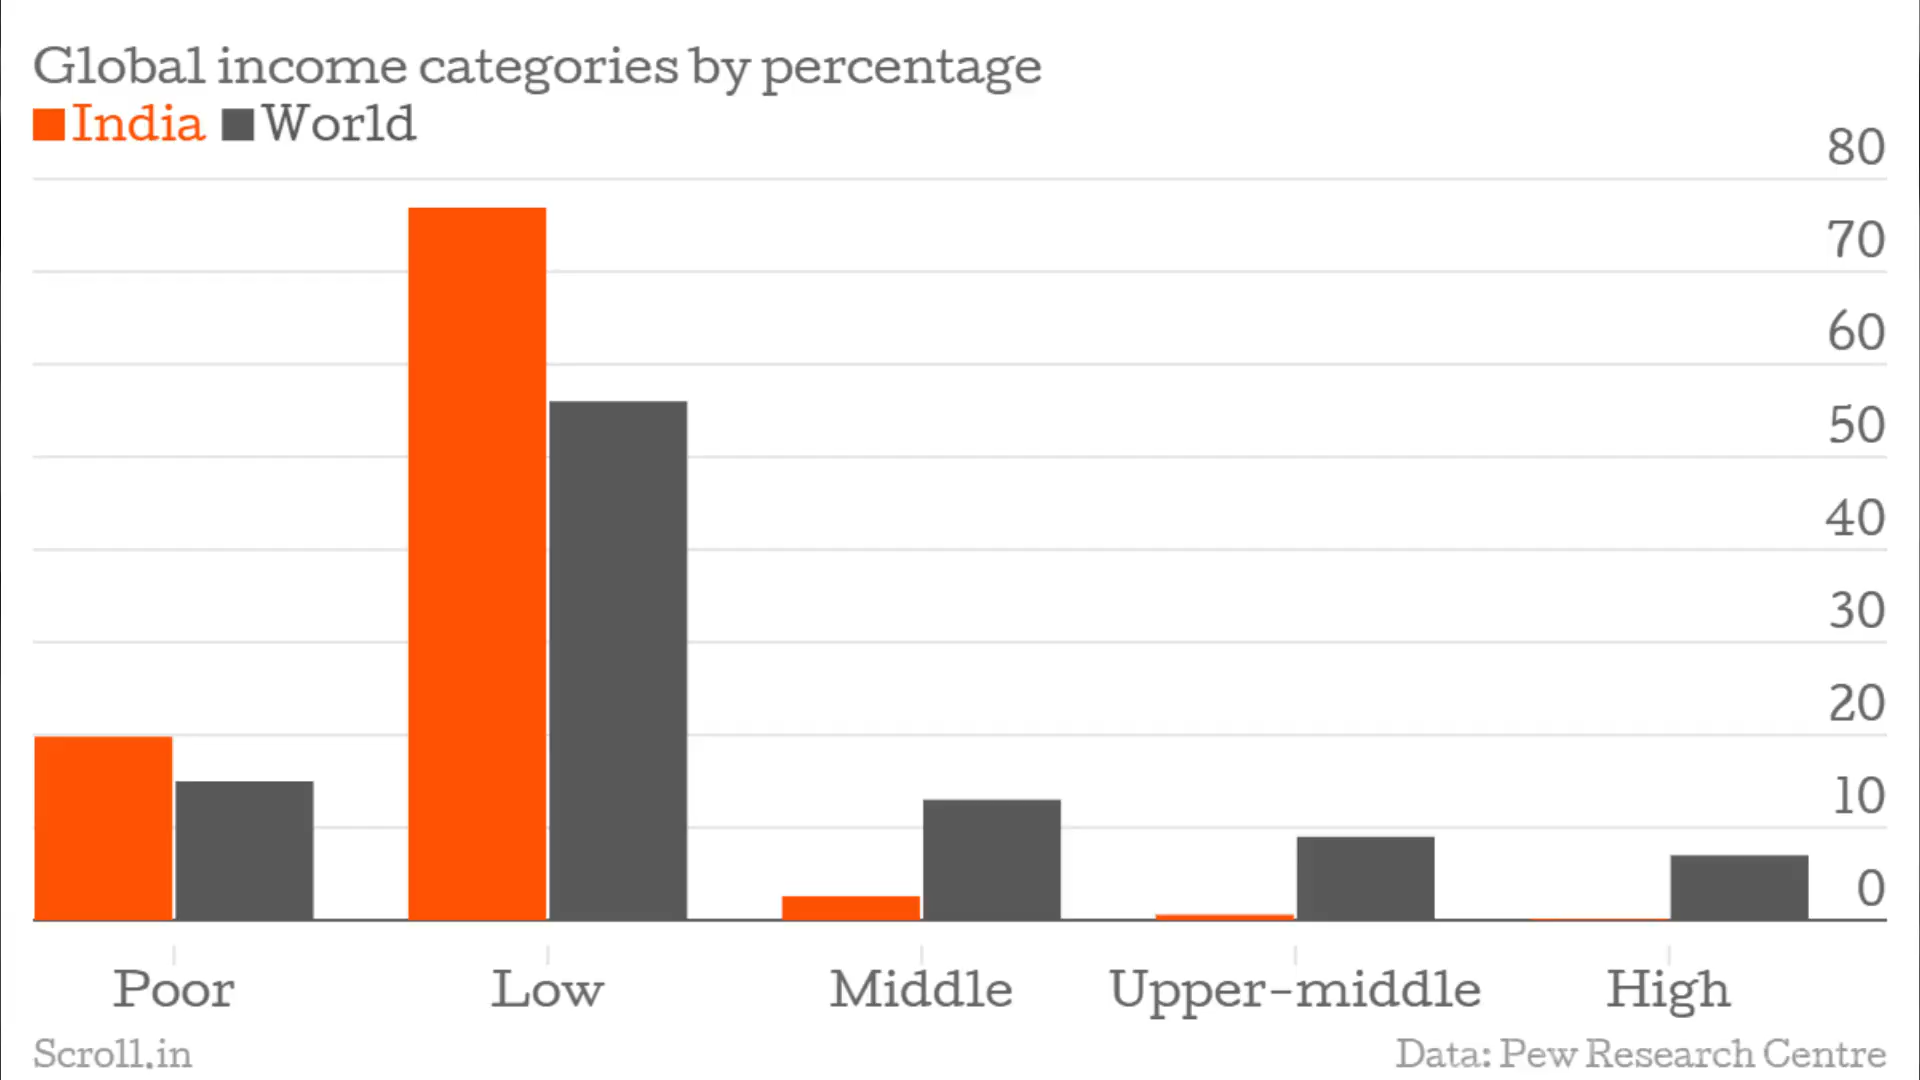 Global income categories by percentage
India World
80
70
60
50
40
30
20
10
0
Poor Low Middle Upper-middle High
Scroll.in Data: Pew Research Centre